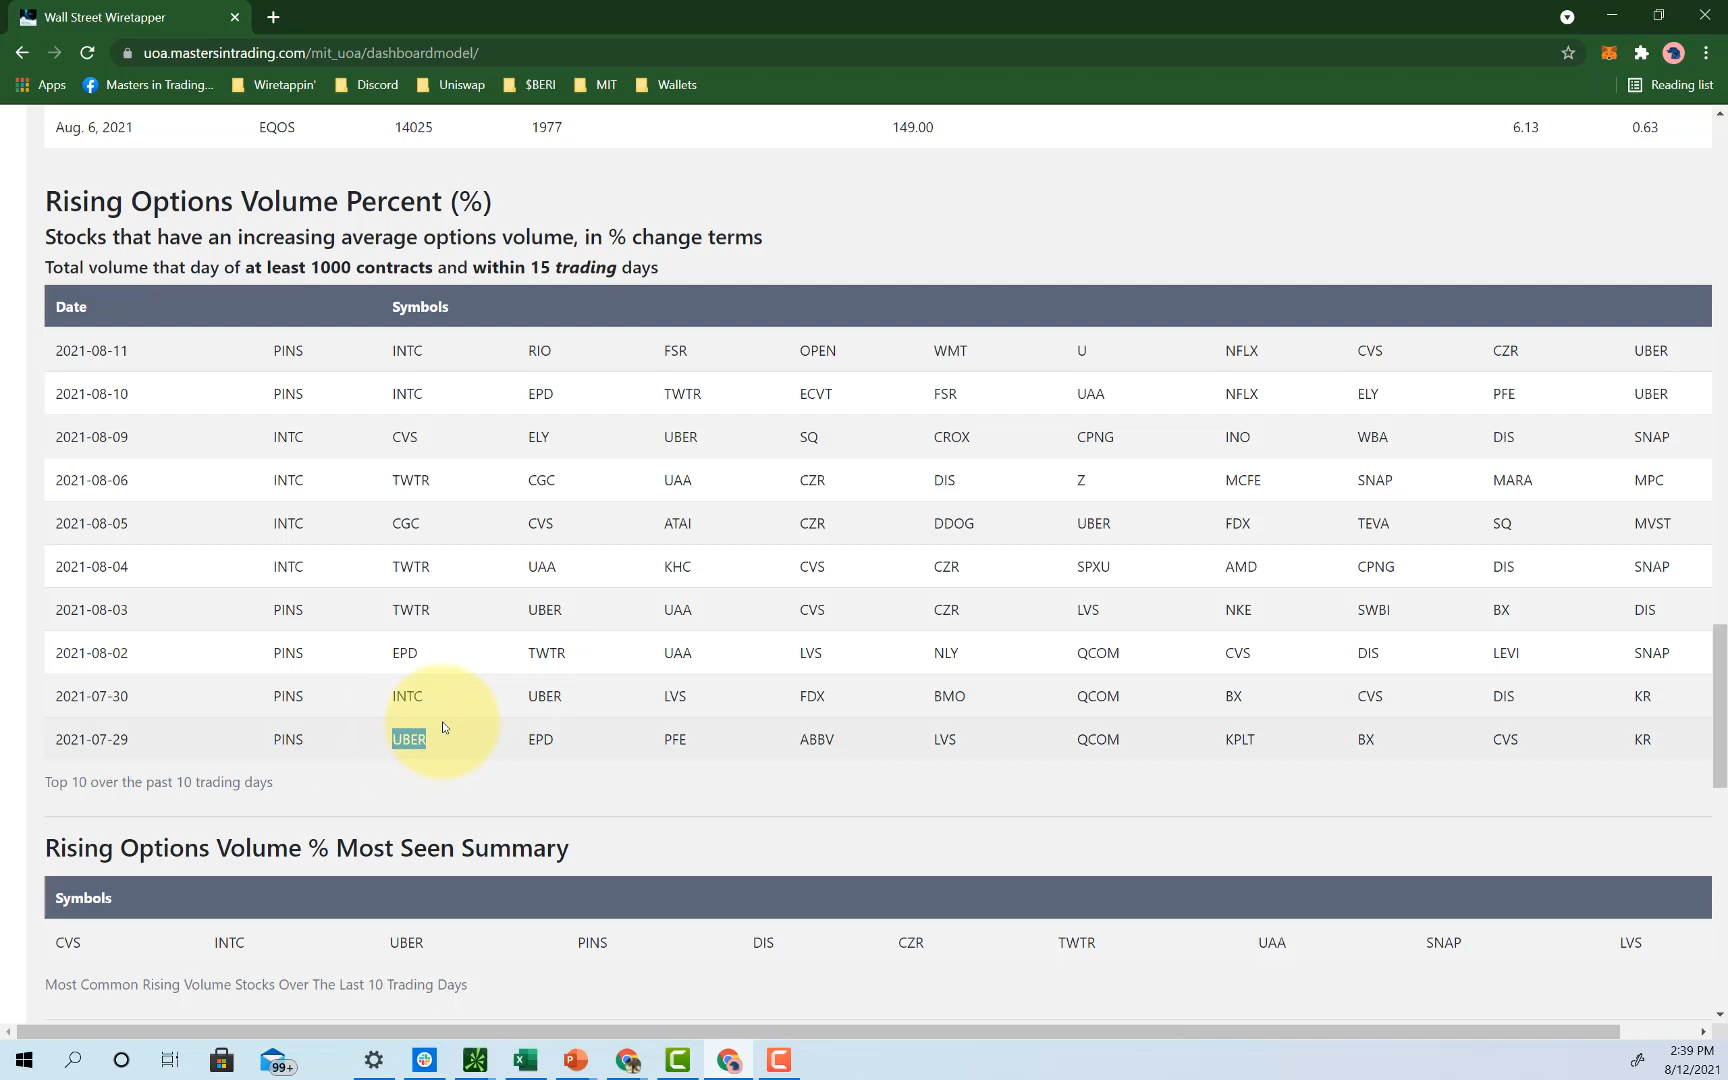 Wall Street Wiretapper
uoa.mastersintrading.com/mit_uoa/dashboardmodel/
Apps Masters in Trading... Wiretappin' Discord Uniswap $BERI MIT Wallets Reading list
Aug. 6, 2021 EQOS 14025 1977 149.00 6.13 0.63
Rising Options Volume Percent (%)
Stocks that have an increasing average options volume, in % change terms
Total volume that day of at least 1000 contracts and within 15 trading days
Date Symbols
2021-08-11 PINS INTC RIO FSR OPEN WMT U NFLX CVS CZR UBER
2021-08-10 PINS INTC EPD TWTR ECVT FSR UAA NFLX ELY PFE UBER
2021-08-09 INTC CVS ELY UBER SQ CROX CPNG INO WBA DIS SNAP
2021-08-06 INTC TWTR CGC UAA CZR DIS Z MCFE SNAP MARA MPC
2021-08-05 INTC CGC CVS ATAI CZR DDOG UBER FDX TEVA SQ MVST
2021-08-04 INTC TWTR UAA KHC CVS CZR SPXU AMD CPNG DIS SNAP
2021-08-03 PINS TWTR UBER UAA CVS CZR LVS NKE SWBI BX DIS
2021-08-02 PINS EPD TWTR UAA LVS NLY QCOM CVS DIS LEVI SNAP
2021-07-30 PINS INTC UBER LVS FDX BMO QCOM BX CVS DIS KR
2021-07-29 PINS UBER EPD PFE ABBV LVS QCOM KPLT BX CVS KR
Top 10 over the past 10 trading days
Rising Options Volume % Most Seen Summary
Symbols
CVS INTC UBER PINS DIS CZR TWTR UAA SNAP LVS
Most Common Rising Volume Stocks Over The Last 10 Trading Days
99+
2:39 PM
8/12/2021